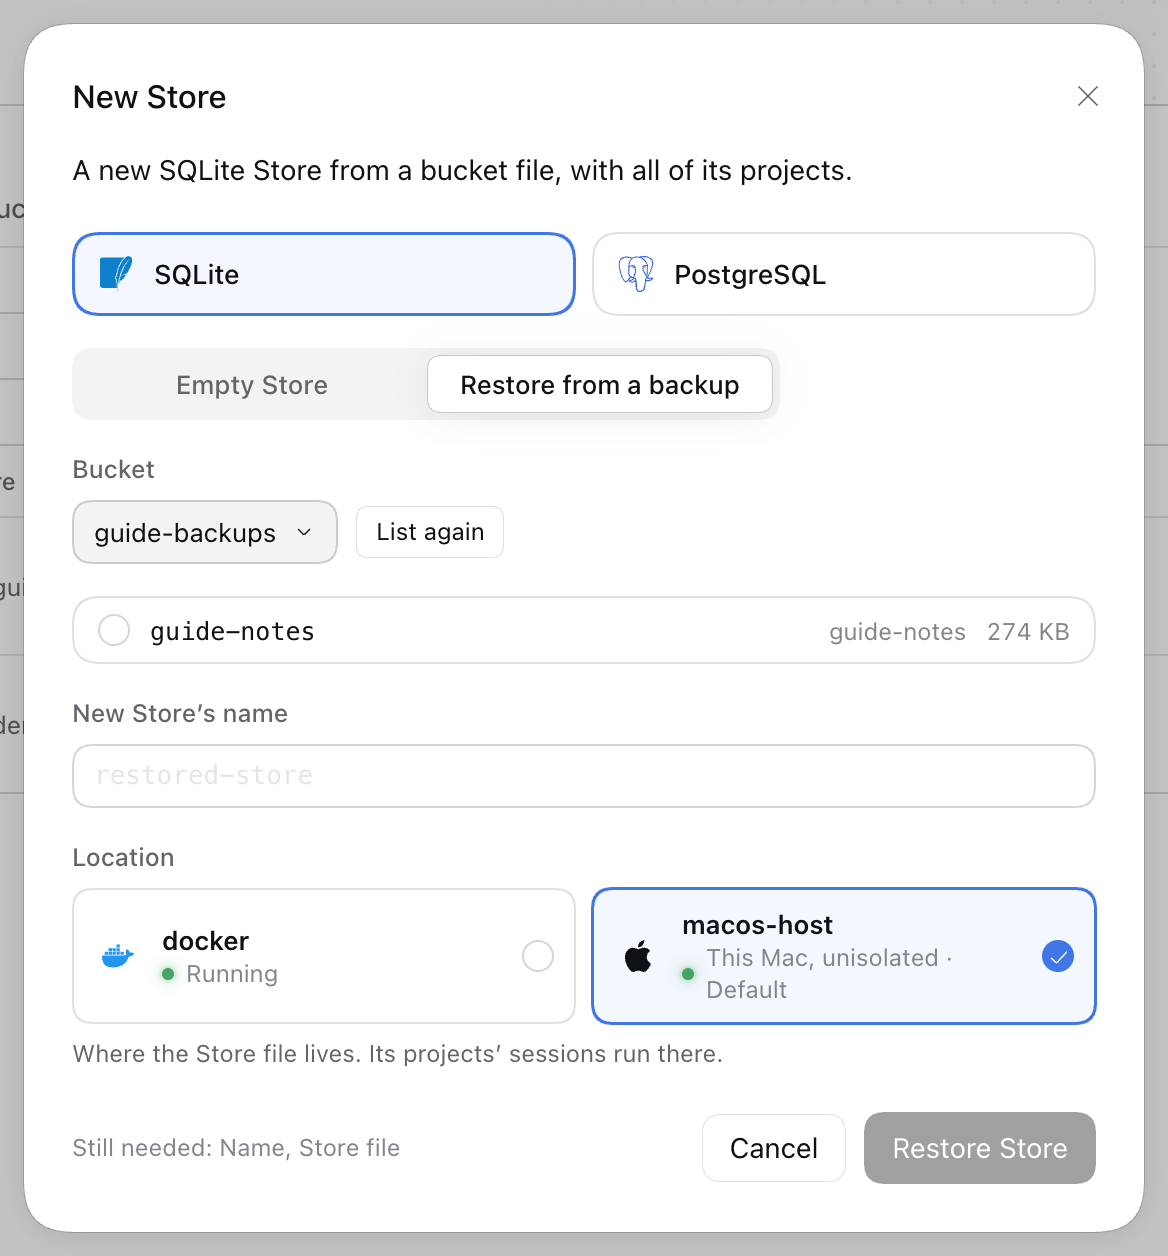 New Store
A new SQLite Store from a bucket file, with all of its projects.
SQLite
PostgreSQL
Empty Store
Restore from a backup
Bucket
guide-backups
List again
guide-notes
guide-notes 274 KB
New Store’s name
restored-store
Location
docker
Running
macos-host
This Mac, unisolated ·
Default
Where the Store file lives. Its projects’ sessions run there.
Still needed: Name, Store file
Cancel
Restore Store